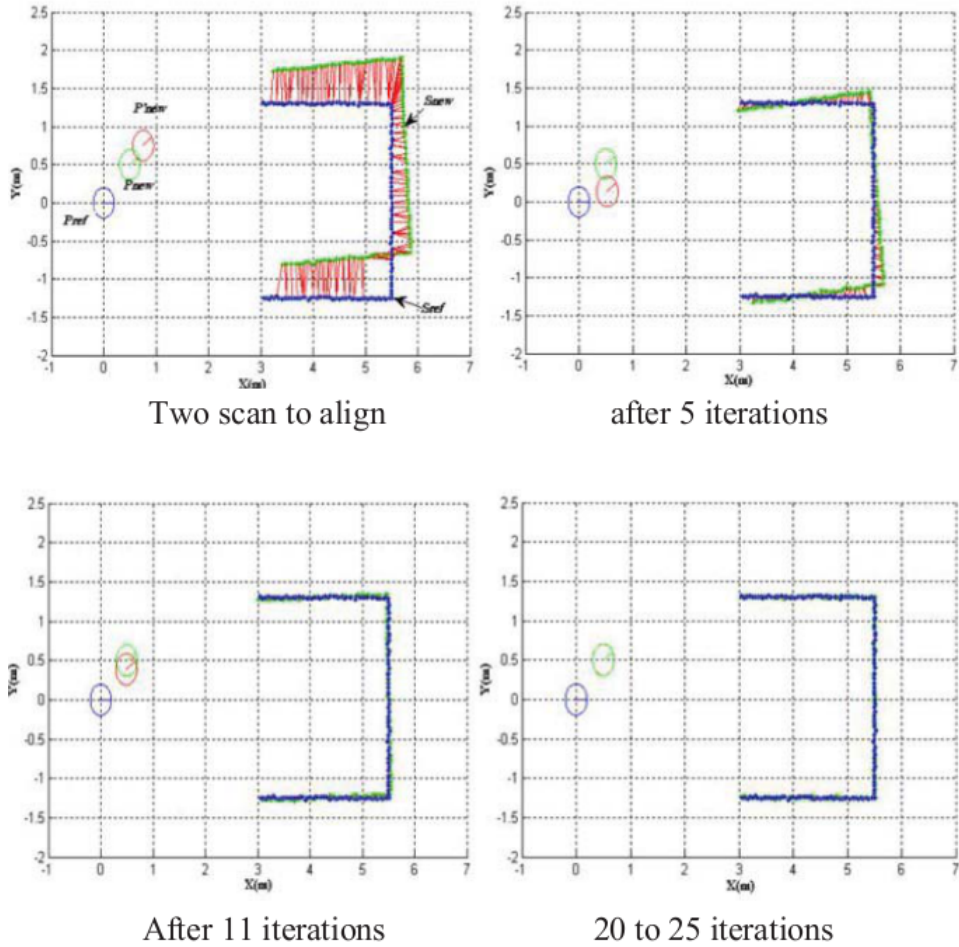 2.5
2
1.5
1
0.5
0
-0.5
-1
-1.5
-2
-1 0 1 2 3 4 5 6 7
Y(m)
X(m)
P'new
Pnew
Pref
Snew
Sref
Two scan to align
2.5
2
1.5
1
0.5
0
-0.5
-1
-1.5
-2
-1 0 1 2 3 4 5 6 7
Y(m)
X(m)
after 5 iterations
2.5
2
1.5
1
0.5
0
-0.5
-1
-1.5
-2
-1 0 1 2 3 4 5 6 7
Y(m)
X(m)
After 11 iterations
2.5
2
1.5
1
0.5
0
-0.5
-1
-1.5
-2
-1 0 1 2 3 4 5 6 7
Y(m)
X(m)
20 to 25 iterations